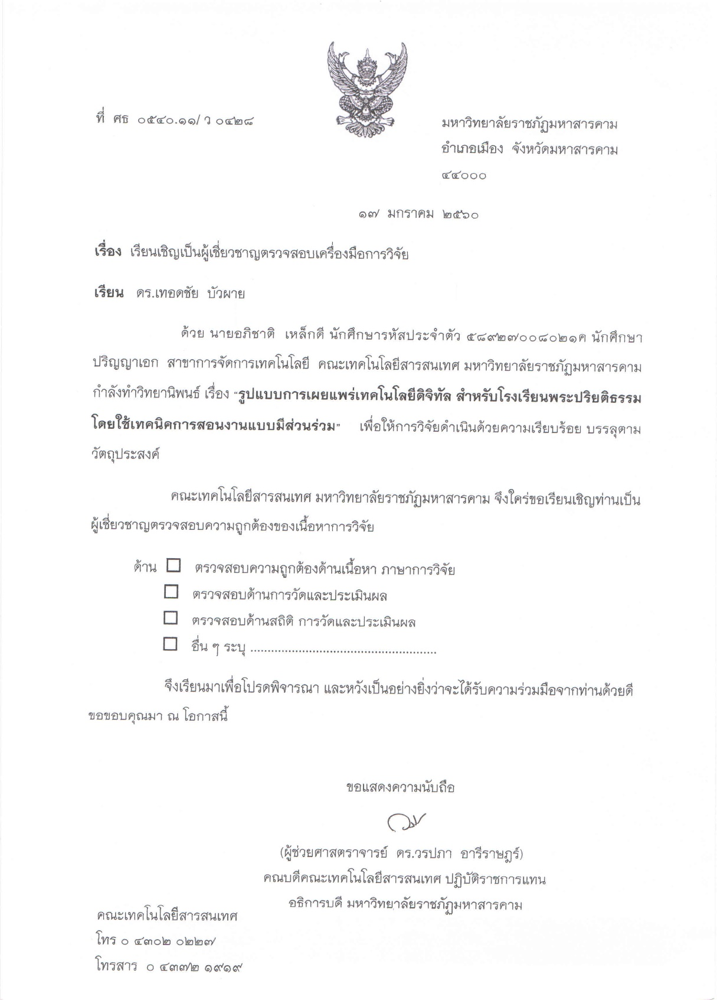 ที่ ศธ ๐๕๔๐.๑๑/ ว ๐๔๒๘
มหาวิทยาลัยราชภัฏมหาสารคาม
อำเภอเมือง จังหวัดมหาสารคาม
๔๔๐๐๐
๑๗ มกราคม ๒๕๖๐
เรื่อง เรียนเชิญเป็นผู้เชี่ยวชาญตรวจสอบเครื่องมือการวิจัย
เรียน ดร.เทอดชัย บัวผาย
ด้วย นายอภิชาติ เหล็กดี นักศึกษารหัสประจำตัว ๕๘๙๒๗๐๐๘๐๒๑ค นักศึกษา
ปริญญาเอก สาขาการจัดการเทคโนโลยี คณะเทคโนโลยีสารสนเทศ มหาวิทยาลัยราชภัฏมหาสารคาม
กำลังทำวิทยานิพนธ์ เรื่อง "รูปแบบการเผยแพร่เทคโนโลยีดิจิทัล สำหรับโรงเรียนพระปริยัติธรรม
โดยใช้เทคนิคการสอนงานแบบมีส่วนร่วม" เพื่อให้การวิจัยดำเนินด้วยความเรียบร้อย บรรลุตาม
วัตถุประสงค์
คณะเทคโนโลยีสารสนเทศ มหาวิทยาลัยราชภัฏมหาสารคาม จึงใคร่ขอเรียนเชิญท่านเป็น
ผู้เชี่ยวชาญตรวจสอบความถูกต้องของเนื้อหาการวิจัย
ด้าน ☐ ตรวจสอบความถูกต้องด้านเนื้อหา ภาษาการวิจัย
☐ ตรวจสอบด้านการวัดและประเมินผล
☐ ตรวจสอบด้านสถิติ การวัดและประเมินผล
☐ อื่น ๆ ระบุ ......................................................
จึงเรียนมาเพื่อโปรดพิจารณา และหวังเป็นอย่างยิ่งว่าจะได้รับความร่วมมือจากท่านด้วยดี
ขอขอบคุณมา ณ โอกาสนี้
ขอแสดงความนับถือ
(ผู้ช่วยศาสตราจารย์ ดร.วรปภา อารีราษฎร์)
คณบดีคณะเทคโนโลยีสารสนเทศ ปฏิบัติราชการแทน
อธิการบดี มหาวิทยาลัยราชภัฏมหาสารคาม
คณะเทคโนโลยีสารสนเทศ
โทร ๐ ๔๓๐๒ ๐๒๒๗
โทรสาร ๐ ๔๓๗๒ ๑๙๑๙